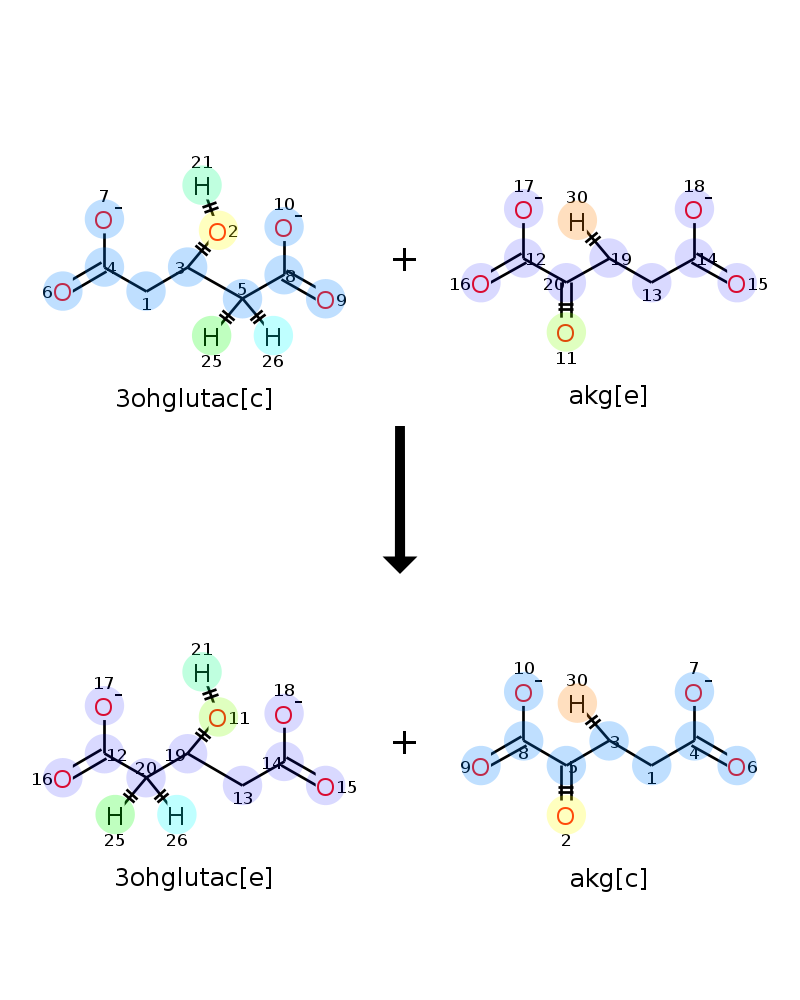 21
H
7
O-
O 2
10
O-
6 O
4
1
3
5
8
O 9
H
25
H
26
3ohglutac[c]
+
17
O-
30
H
18
O-
16 O
12
20
19
13
14
O 15
O
11
akg[e]
21
H
17
O-
O 11
18
O-
16 O
12
20
19
13
14
O 15
H
25
H
26
3ohglutac[e]
+
10
O-
30
H
7
O-
9 O
8
5
3
1
4
O 6
O
2
akg[c]